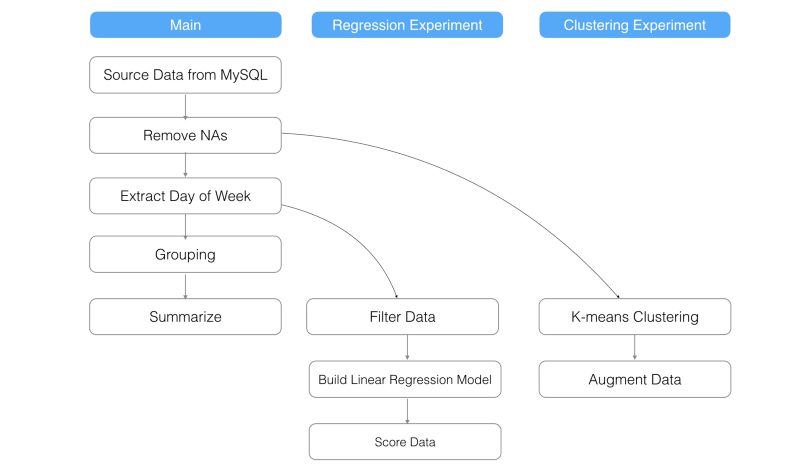 Main
Regression Experiment
Clustering Experiment
Source Data from MySQL
Remove NAs
Extract Day of Week
Grouping
Summarize
Filter Data
K-means Clustering
Build Linear Regression Model
Augment Data
Score Data